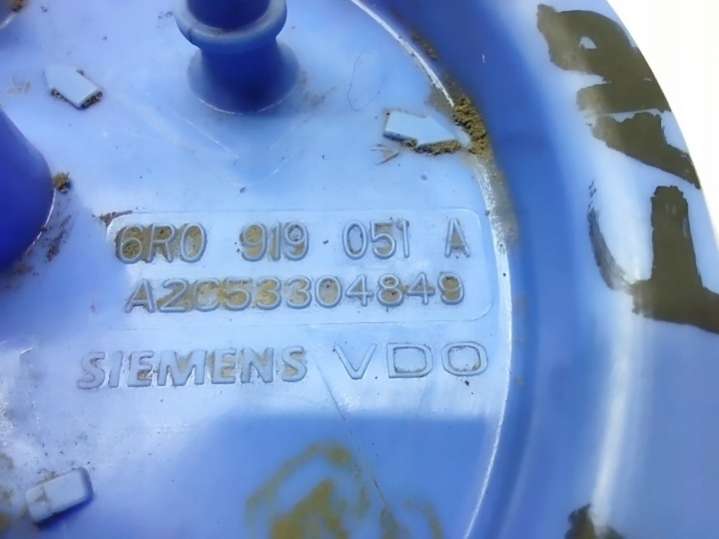 6R0 919 051 A
A2C53304849
SIEMENS VDO